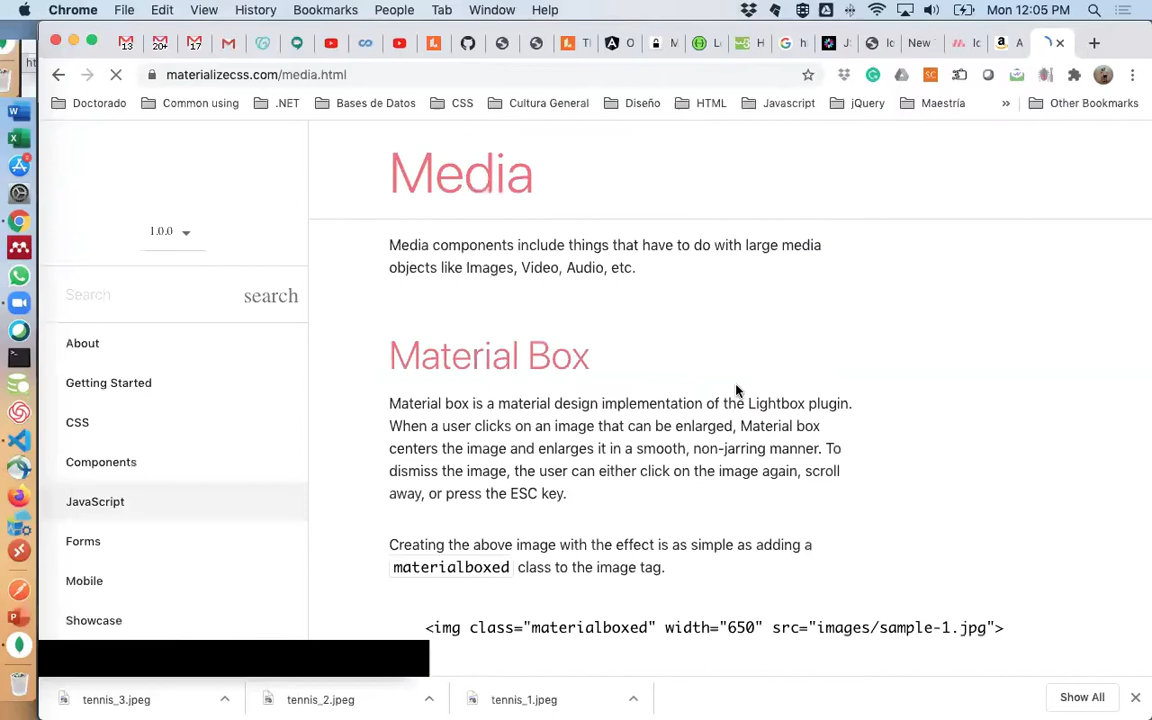 Chrome File Edit View History Bookmarks People Tab Window Help Mon 12:05 PM
13 20+ 17
materializecss.com/media.html
Doctorado Common using .NET Bases de Datos CSS Cultura General Diseño HTML Javascript jQuery Maestría » Other Bookmarks
Media
1.0.0
Media components include things that have to do with large media
objects like Images, Video, Audio, etc.
Search search
About
Getting Started
CSS
Components
JavaScript
Forms
Mobile
Showcase
Material Box
Material box is a material design implementation of the Lightbox plugin.
When a user clicks on an image that can be enlarged, Material box
centers the image and enlarges it in a smooth, non-jarring manner. To
dismiss the image, the user can either click on the image again, scroll
away, or press the ESC key.
Creating the above image with the effect is as simple as adding a
materialboxed class to the image tag.
<img class="materialboxed" width="650" src="images/sample-1.jpg">
tennis_3.jpeg tennis_2.jpeg tennis_1.jpeg Show All